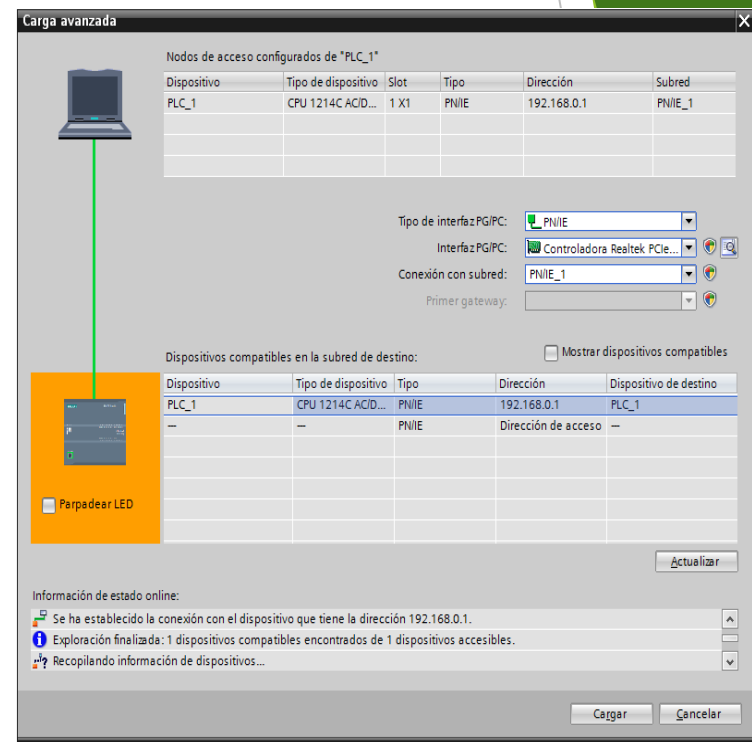 Carga avanzada
Nodos de acceso configurados de "PLC_1"
Dispositivo Tipo de dispositivo Slot Tipo Dirección Subred
PLC_1 CPU 1214C AC/D... 1 X1 PN/IE 192.168.0.1 PN/IE_1
Tipo de interfaz PG/PC: PN/IE
Interfaz PG/PC: Controladora Realtek PCIe...
Conexión con subred: PN/IE_1
Primer gateway:
Dispositivos compatibles en la subred de destino: Mostrar dispositivos compatibles
Dispositivo Tipo de dispositivo Tipo Dirección Dispositivo de destino
PLC_1 CPU 1214C AC/D... PN/IE 192.168.0.1 PLC_1
— — PN/IE Dirección de acceso —
Parpadear LED
Actualizar
Información de estado online:
Se ha establecido la conexión con el dispositivo que tiene la dirección 192.168.0.1.
Exploración finalizada: 1 dispositivos compatibles encontrados de 1 dispositivos accesibles.
Recopilando información de dispositivos...
Cargar Cancelar